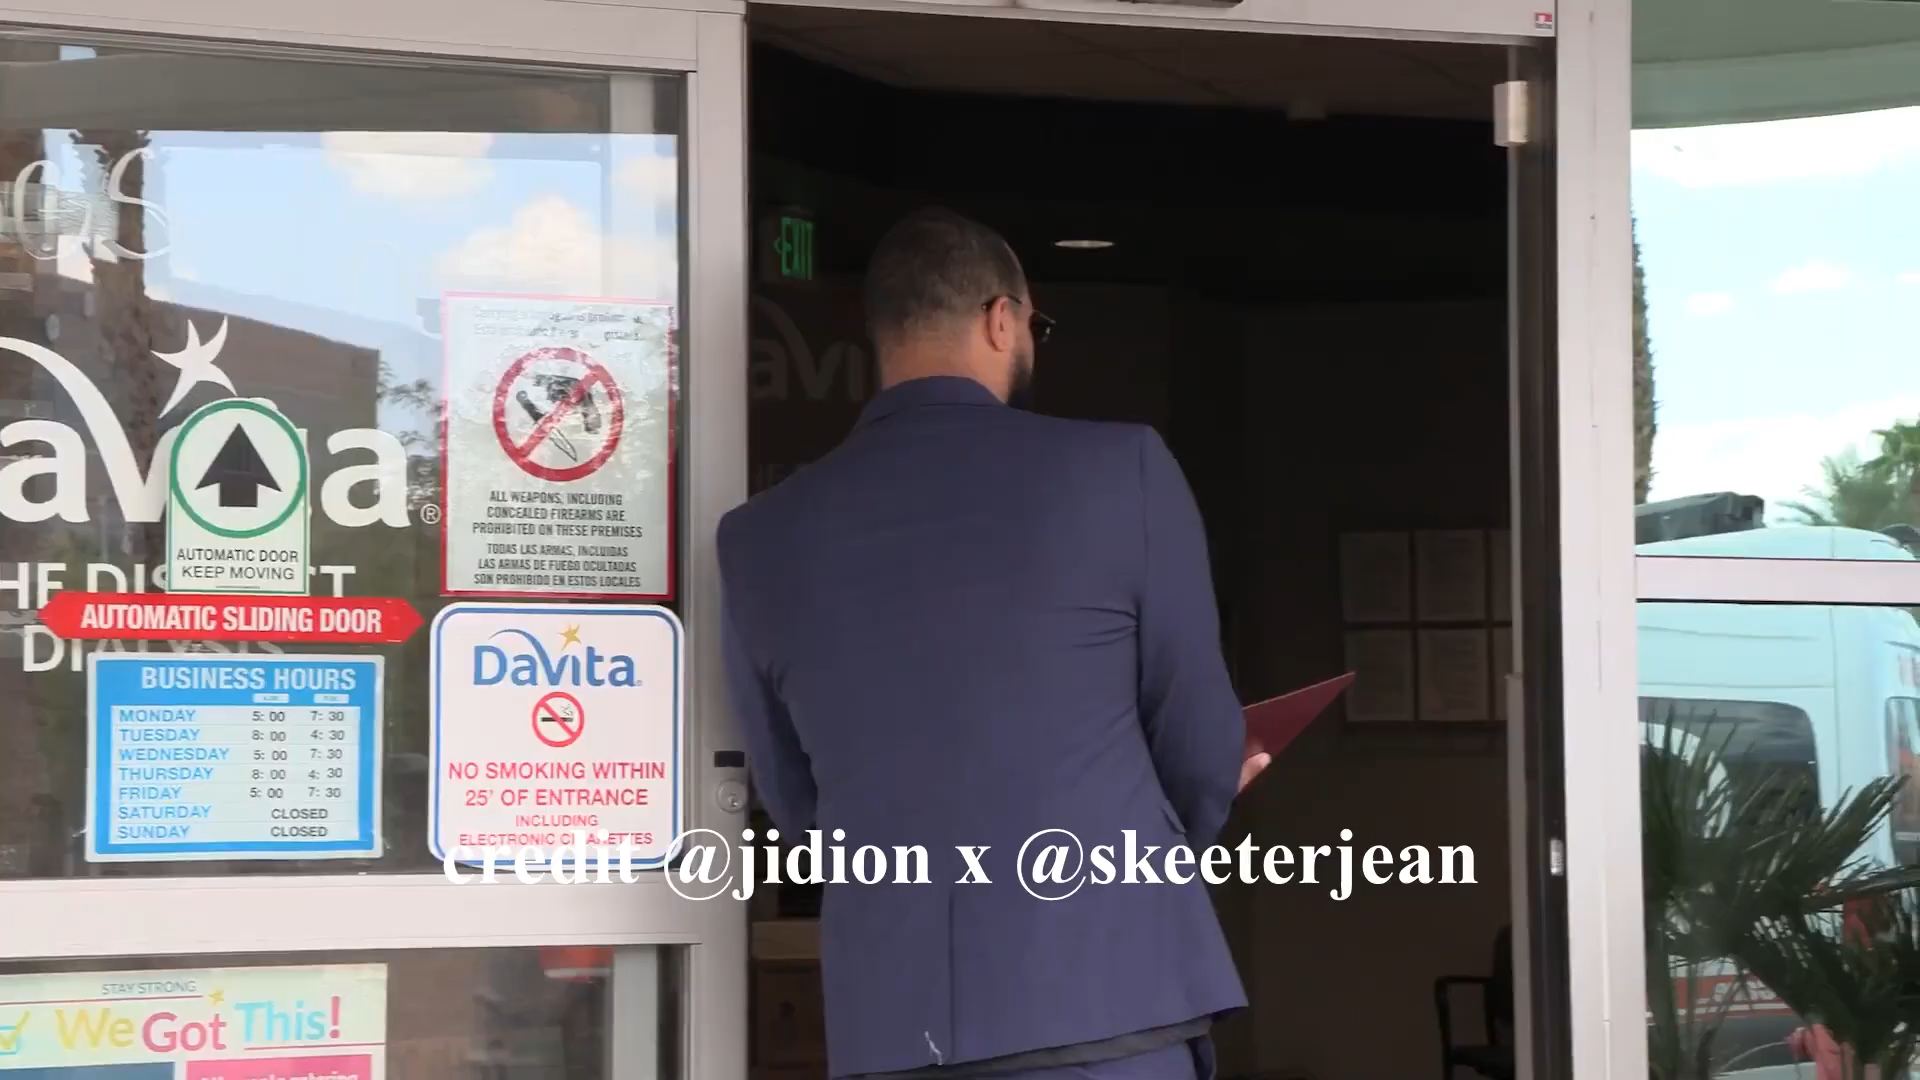 EXIT
ALL WEAPONS, INCLUDING
CONCEALED FIREARMS ARE
PROHIBITED ON THESE PREMISES
TODAS LAS ARMAS, INCLUIDAS
LAS ARMAS DE FUEGO OCULTADAS
SON PROHIBIDO EN ESTOS LOCALES
AUTOMATIC DOOR
KEEP MOVING
AUTOMATIC SLIDING DOOR
DIALYSIS
BUSINESS HOURS
MONDAY 5:00 7:30
TUESDAY 8:00 4:30
WEDNESDAY 5:00 7:30
THURSDAY 8:00 4:30
FRIDAY 5:00 7:30
SATURDAY CLOSED
SUNDAY CLOSED
DaVita.
NO SMOKING WITHIN
25' OF ENTRANCE
INCLUDING
ELECTRONIC CIGARETTES
credit @jidion x @skeeterjean
STAY STRONG
We Got This!